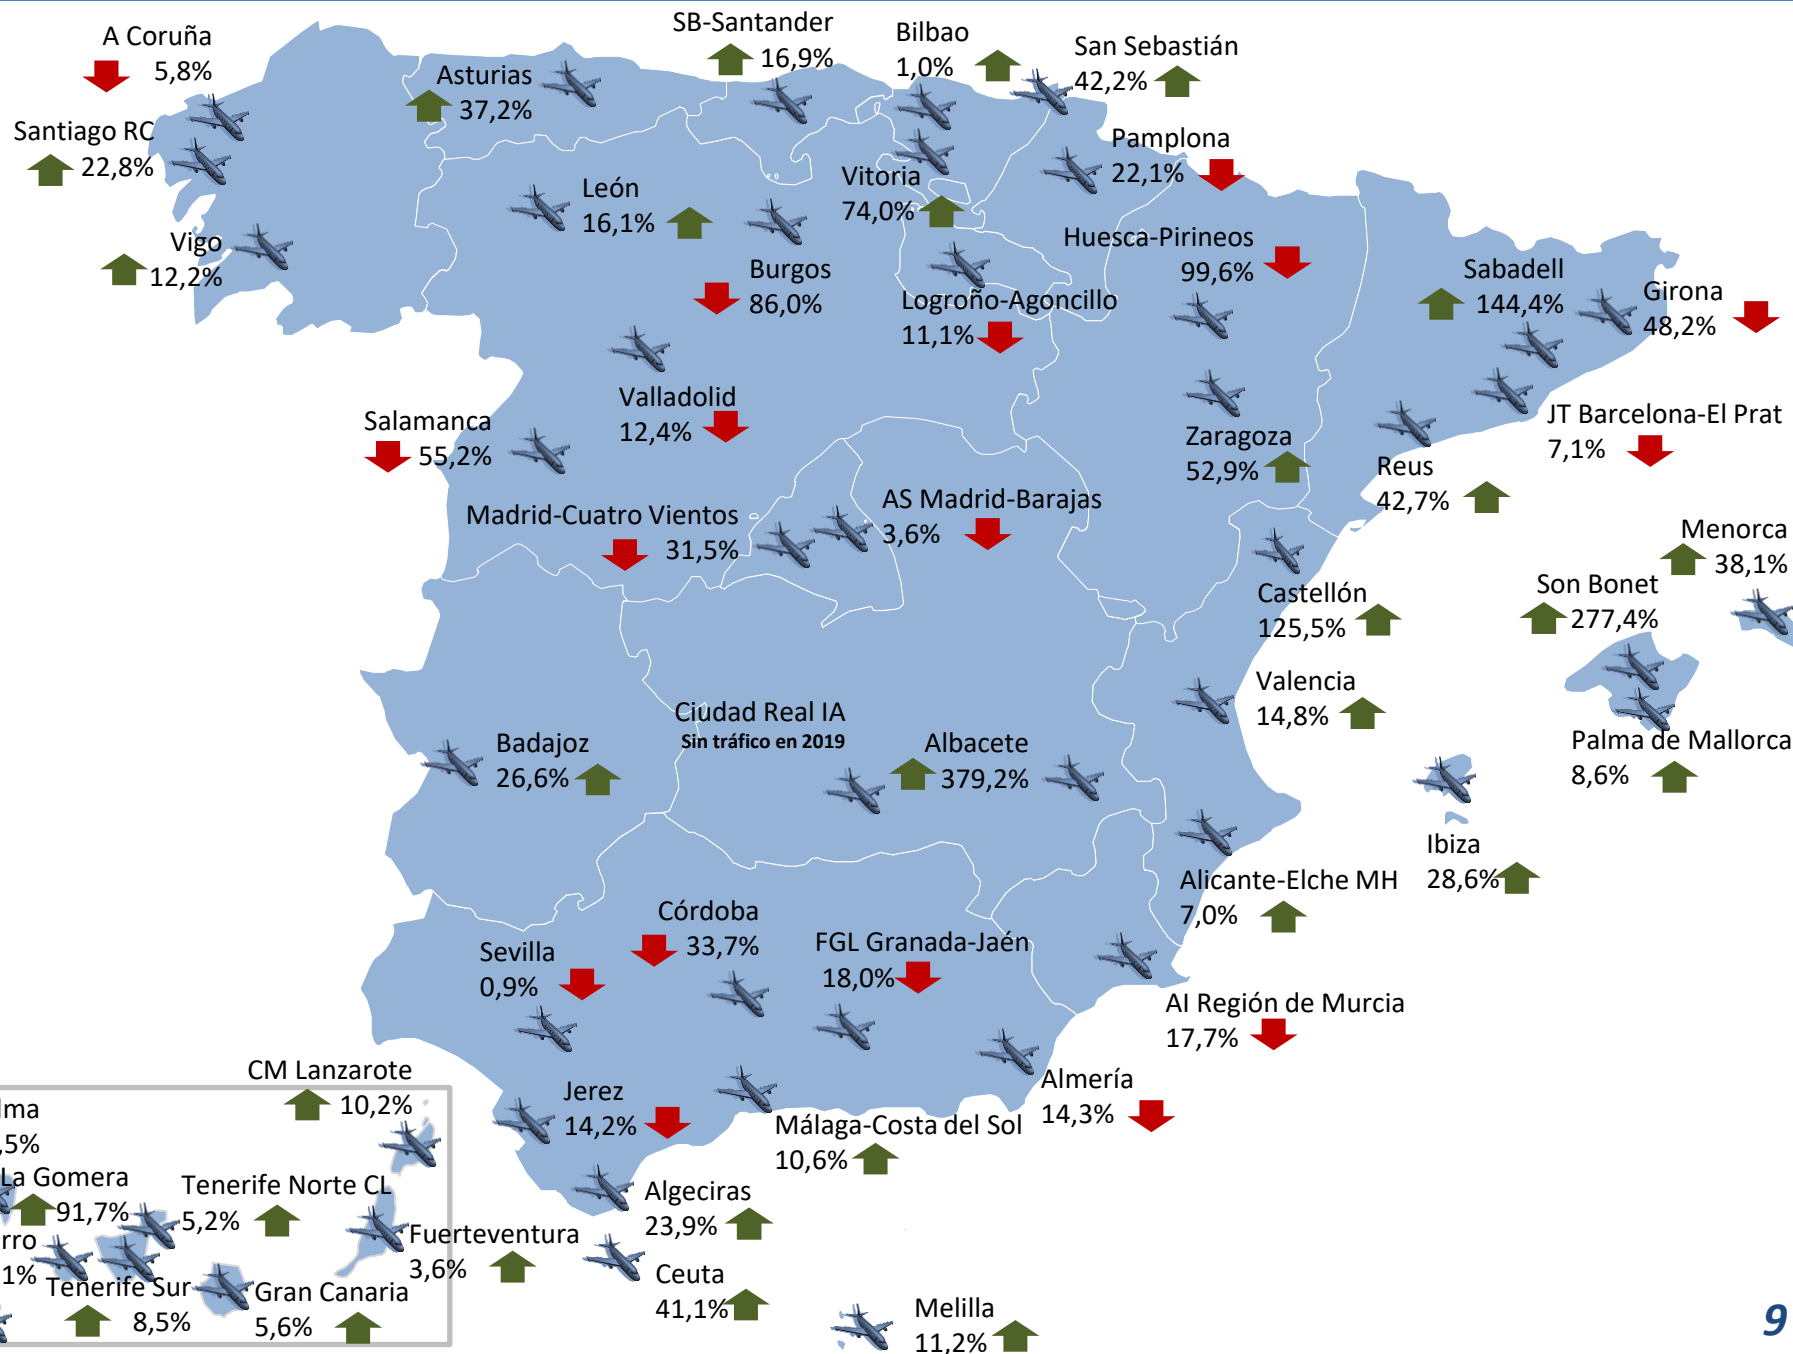 SB-Santander
16,9%
Bilbao
1,0%
A Coruña
5,8%
San Sebastián
42,2%
Asturias
37,2%
Santiago RC
22,8%
Pamplona
22,1%
Vitoria
74,0%
León
16,1%
Vigo
12,2%
Huesca-Pirineos
99,6%
Burgos
86,0%
Logroño-Agoncillo
11,1%
Sabadell
144,4%
Girona
48,2%
Valladolid
12,4%
Salamanca
55,2%
JT Barcelona-El Prat
7,1%
Zaragoza
52,9%
Reus
42,7%
AS Madrid-Barajas
3,6%
Madrid-Cuatro Vientos
31,5%
Menorca
38,1%
Son Bonet
277,4%
Castellón
125,5%
Valencia
14,8%
Ciudad Real IA
Sin tráfico en 2019
Badajoz
26,6%
Albacete
379,2%
Palma de Mallorca
8,6%
Ibiza
28,6%
Alicante-Elche MH
7,0%
Córdoba
33,7%
Sevilla
0,9%
FGL Granada-Jaén
18,0%
AI Región de Murcia
17,7%
CM Lanzarote
10,2%
Jerez
14,2%
Almería
14,3%
Málaga-Costa del Sol
10,6%
lma
,5%
La Gomera
91,7%
Tenerife Norte CL
5,2%
Algeciras
23,9%
rro
1%
Fuerteventura
3,6%
Tenerife Sur
8,5%
Gran Canaria
5,6%
Ceuta
41,1%
Melilla
11,2%
9